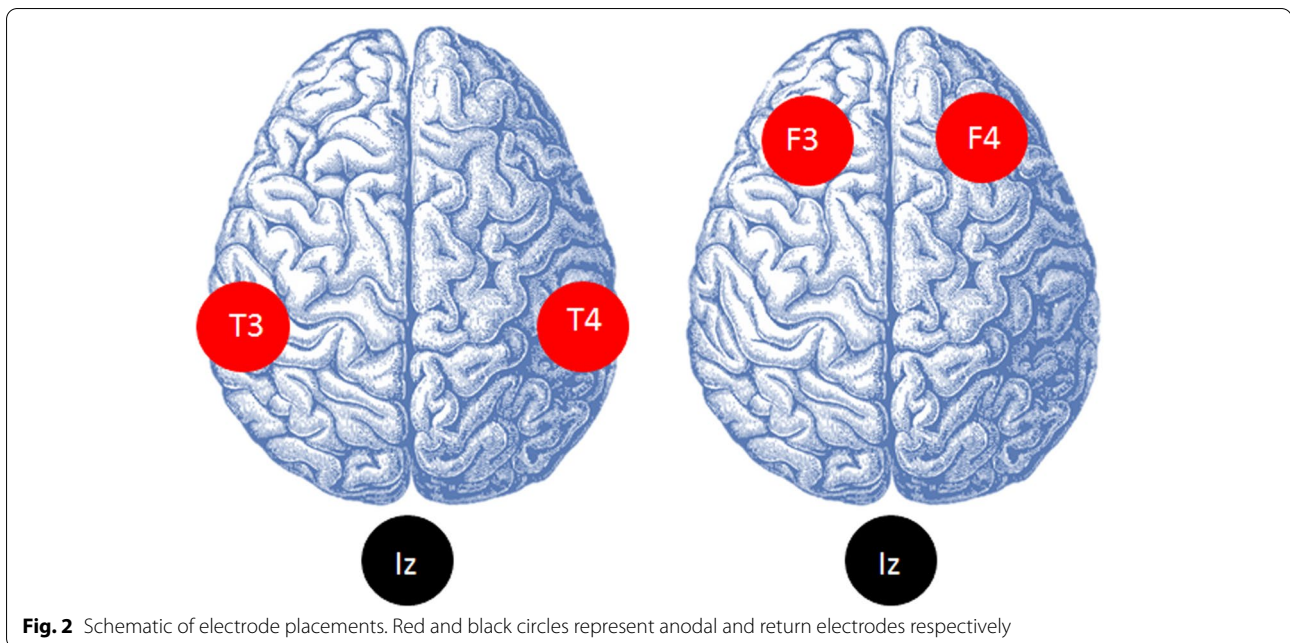 F3 F4
T3 T4
Iz Iz
Fig. 2 Schematic of electrode placements. Red and black circles represent anodal and return electrodes respectively